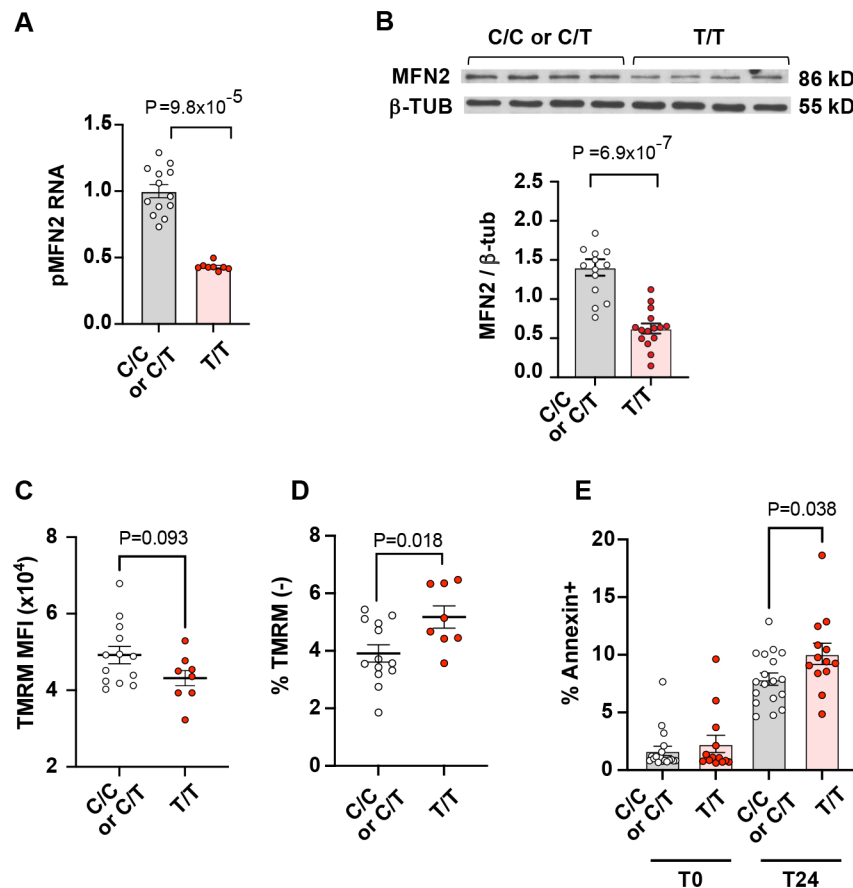 A
P=9.8x10-5
1.5
1.0
0.5
0.0
pMFN2 RNA
C/C
or C/T
T/T
B
C/C or C/T
T/T
MFN2
86 kD
β-TUB
55 kD
P =6.9x10-7
2.5
2.0
1.5
1.0
0.5
0.0
MFN2 / β-tub
C/C
or C/T
T/T
C
P=0.093
8
6
4
2
TMRM MFI (x10⁴)
C/C
or C/T
T/T
D
P=0.018
8
6
4
2
0
% TMRM (-)
C/C
or C/T
T/T
E
P=0.038
20
15
10
5
0
% Annexin+
C/C
or C/T
T/T
C/C
or C/T
T/T
T0
T24